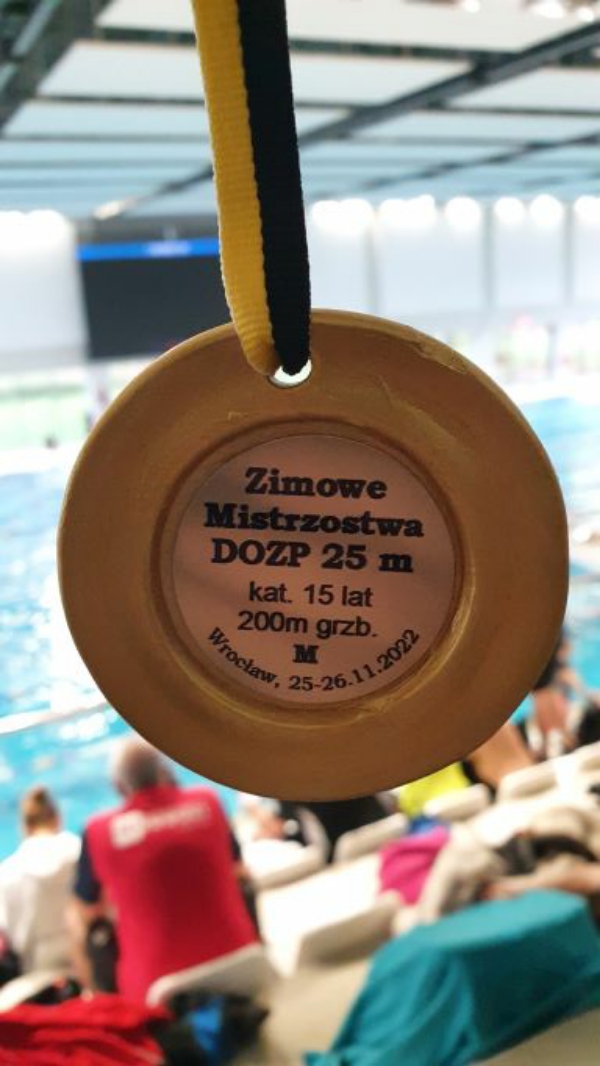 Zimowe
Mistrzostwa
DOZP 25 m
kat. 15 lat
200m grzb.
M
Wrocław, 25-26.11.2022